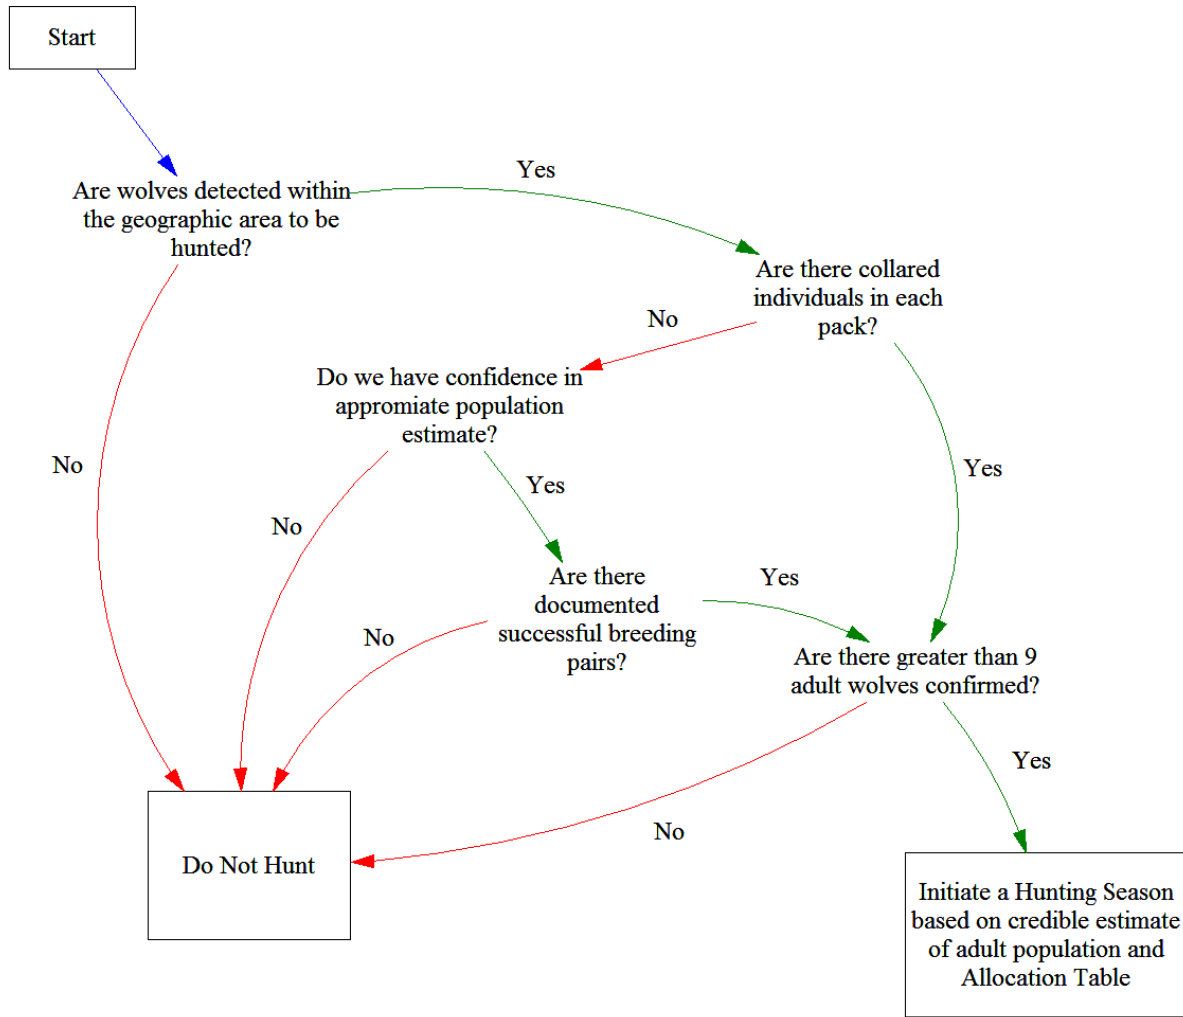 Start
Yes
Are wolves detected within
the geographic area to be
hunted?
Are there collared
individuals in each
pack?
No
Do we have confidence in
appromiate population
estimate?
No
Yes
Yes
No
Are there
documented
successful breeding
pairs?
Yes
No
Are there greater than 9
adult wolves confirmed?
Yes
No
Do Not Hunt
Initiate a Hunting Season
based on credible estimate
of adult population and
Allocation Table